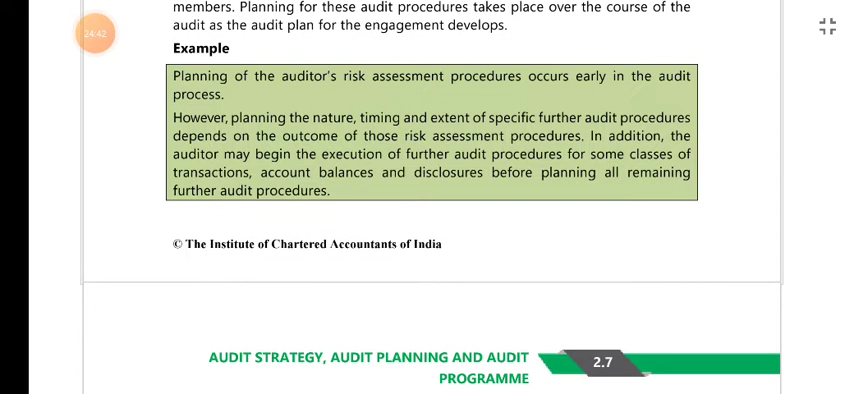 members. Planning for these audit procedures takes place over the course of the
audit as the audit plan for the engagement develops.
24:42
Example
Planning of the auditor's risk assessment procedures occurs early in the audit
process.
However, planning the nature, timing and extent of specific further audit procedures
depends on the outcome of those risk assessment procedures. In addition, the
auditor may begin the execution of further audit procedures for some classes of
transactions, account balances and disclosures before planning all remaining
further audit procedures.
© The Institute of Chartered Accountants of India
AUDIT STRATEGY, AUDIT PLANNING AND AUDIT
PROGRAMME
2.7